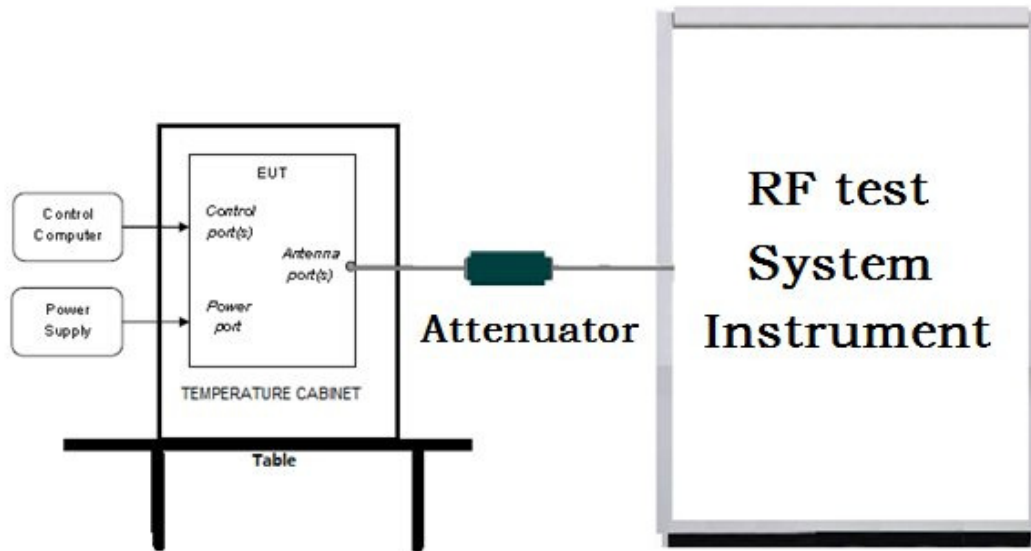 Control
Computer
Power
Supply
EUT
Control
port(s)
Antenna
port(s)
Power
port
TEMPERATURE CABINET
Table
Attenuator
RF test
System
Instrument